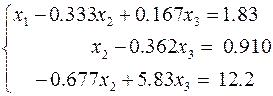 x₁ − 0.333x₂ + 0.167x₃ = 1.83
x₂ − 0.362x₃ = 0.910
−0.677x₂ + 5.83x₃ = 12.2